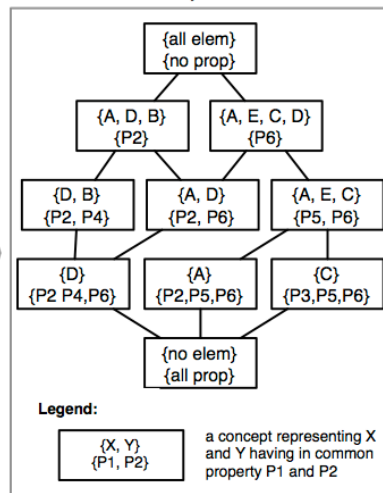 {all elem}
{no prop}
{A, D, B}
{P2}
{A, E, C, D}
{P6}
{D, B}
{P2, P4}
{A, D}
{P2, P6}
{A, E, C}
{P5, P6}
{D}
{P2 P4,P6}
{A}
{P2,P5,P6}
{C}
{P3,P5,P6}
{no elem}
{all prop}
Legend:
{X, Y}
{P1, P2}
a concept representing X
and Y having in common
property P1 and P2